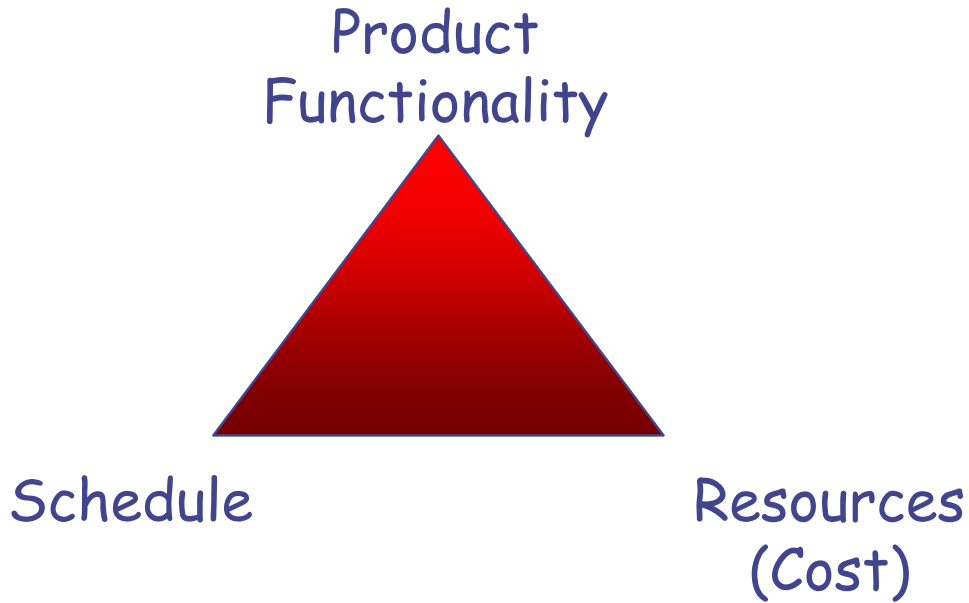 Product
Functionality
Schedule
Resources
(Cost)